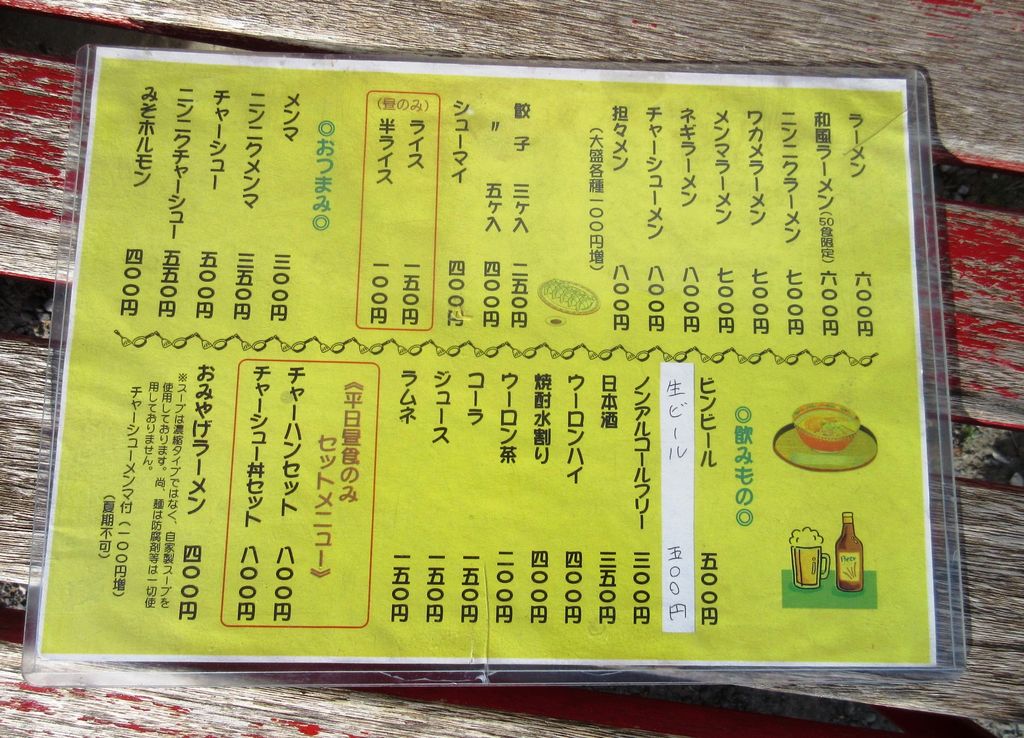 ラーメン 六〇〇円
和風ラーメン(50食限定) 六〇〇円
ニンニクラーメン 七〇〇円
ワカメラーメン 七〇〇円
メンマラーメン 七〇〇円
ネギラーメン 八〇〇円
チャーシューメン 八〇〇円
担々メン 八〇〇円
(大盛各種一〇〇円増)
餃子 三ヶ入 二五〇円
〃 五ヶ入 四〇〇円
シューマイ 四〇〇円
(昼のみ)
ライス 一五〇円
半ライス 一〇〇円
◎おつまみ◎
メンマ 三〇〇円
ニンニクメンマ 三五〇円
チャーシュー 五〇〇円
ニンニクチャーシュー 五五〇円
みそホルモン 四〇〇円
◎飲みもの◎
ビンビール 五〇〇円
生ビール 五〇〇円
ノンアルコールフリー 三〇〇円
日本酒 三五〇円
ウーロンハイ 四〇〇円
焼酎水割り 四〇〇円
ウーロン茶 二〇〇円
コーラ 一五〇円
ジュース 一五〇円
ラムネ 一五〇円
《平日昼食のみ
セットメニュー》
チャーハンセット 八〇〇円
チャーシュー丼セット 八〇〇円
おみやげラーメン 四〇〇円
※スープは濃縮タイプではなく、自家製スープを
使用しております。尚、麺は防腐剤等は一切使
用しておりません。
チャーシューメンマ付(一〇〇円増)
(夏期不可)
Beer